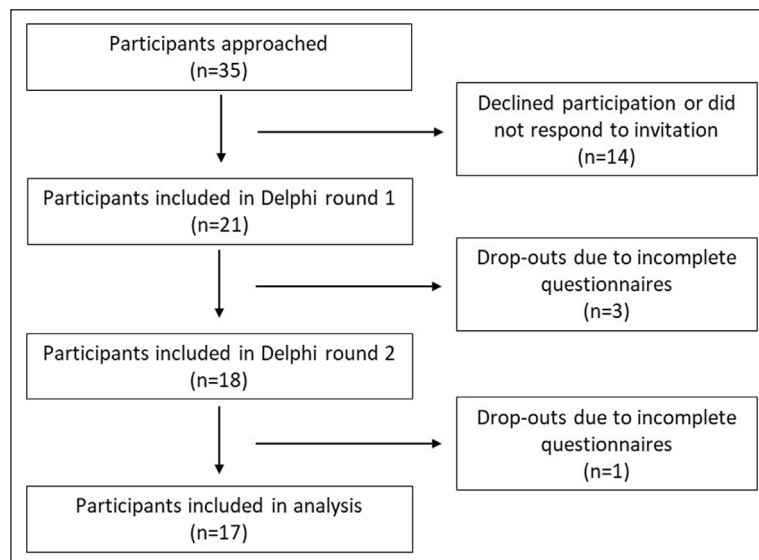 Participants approached
(n=35)
Declined participation or did
not respond to invitation
(n=14)
Participants included in Delphi round 1
(n=21)
Drop-outs due to incomplete
questionnaires
(n=3)
Participants included in Delphi round 2
(n=18)
Drop-outs due to incomplete
questionnaires
(n=1)
Participants included in analysis
(n=17)